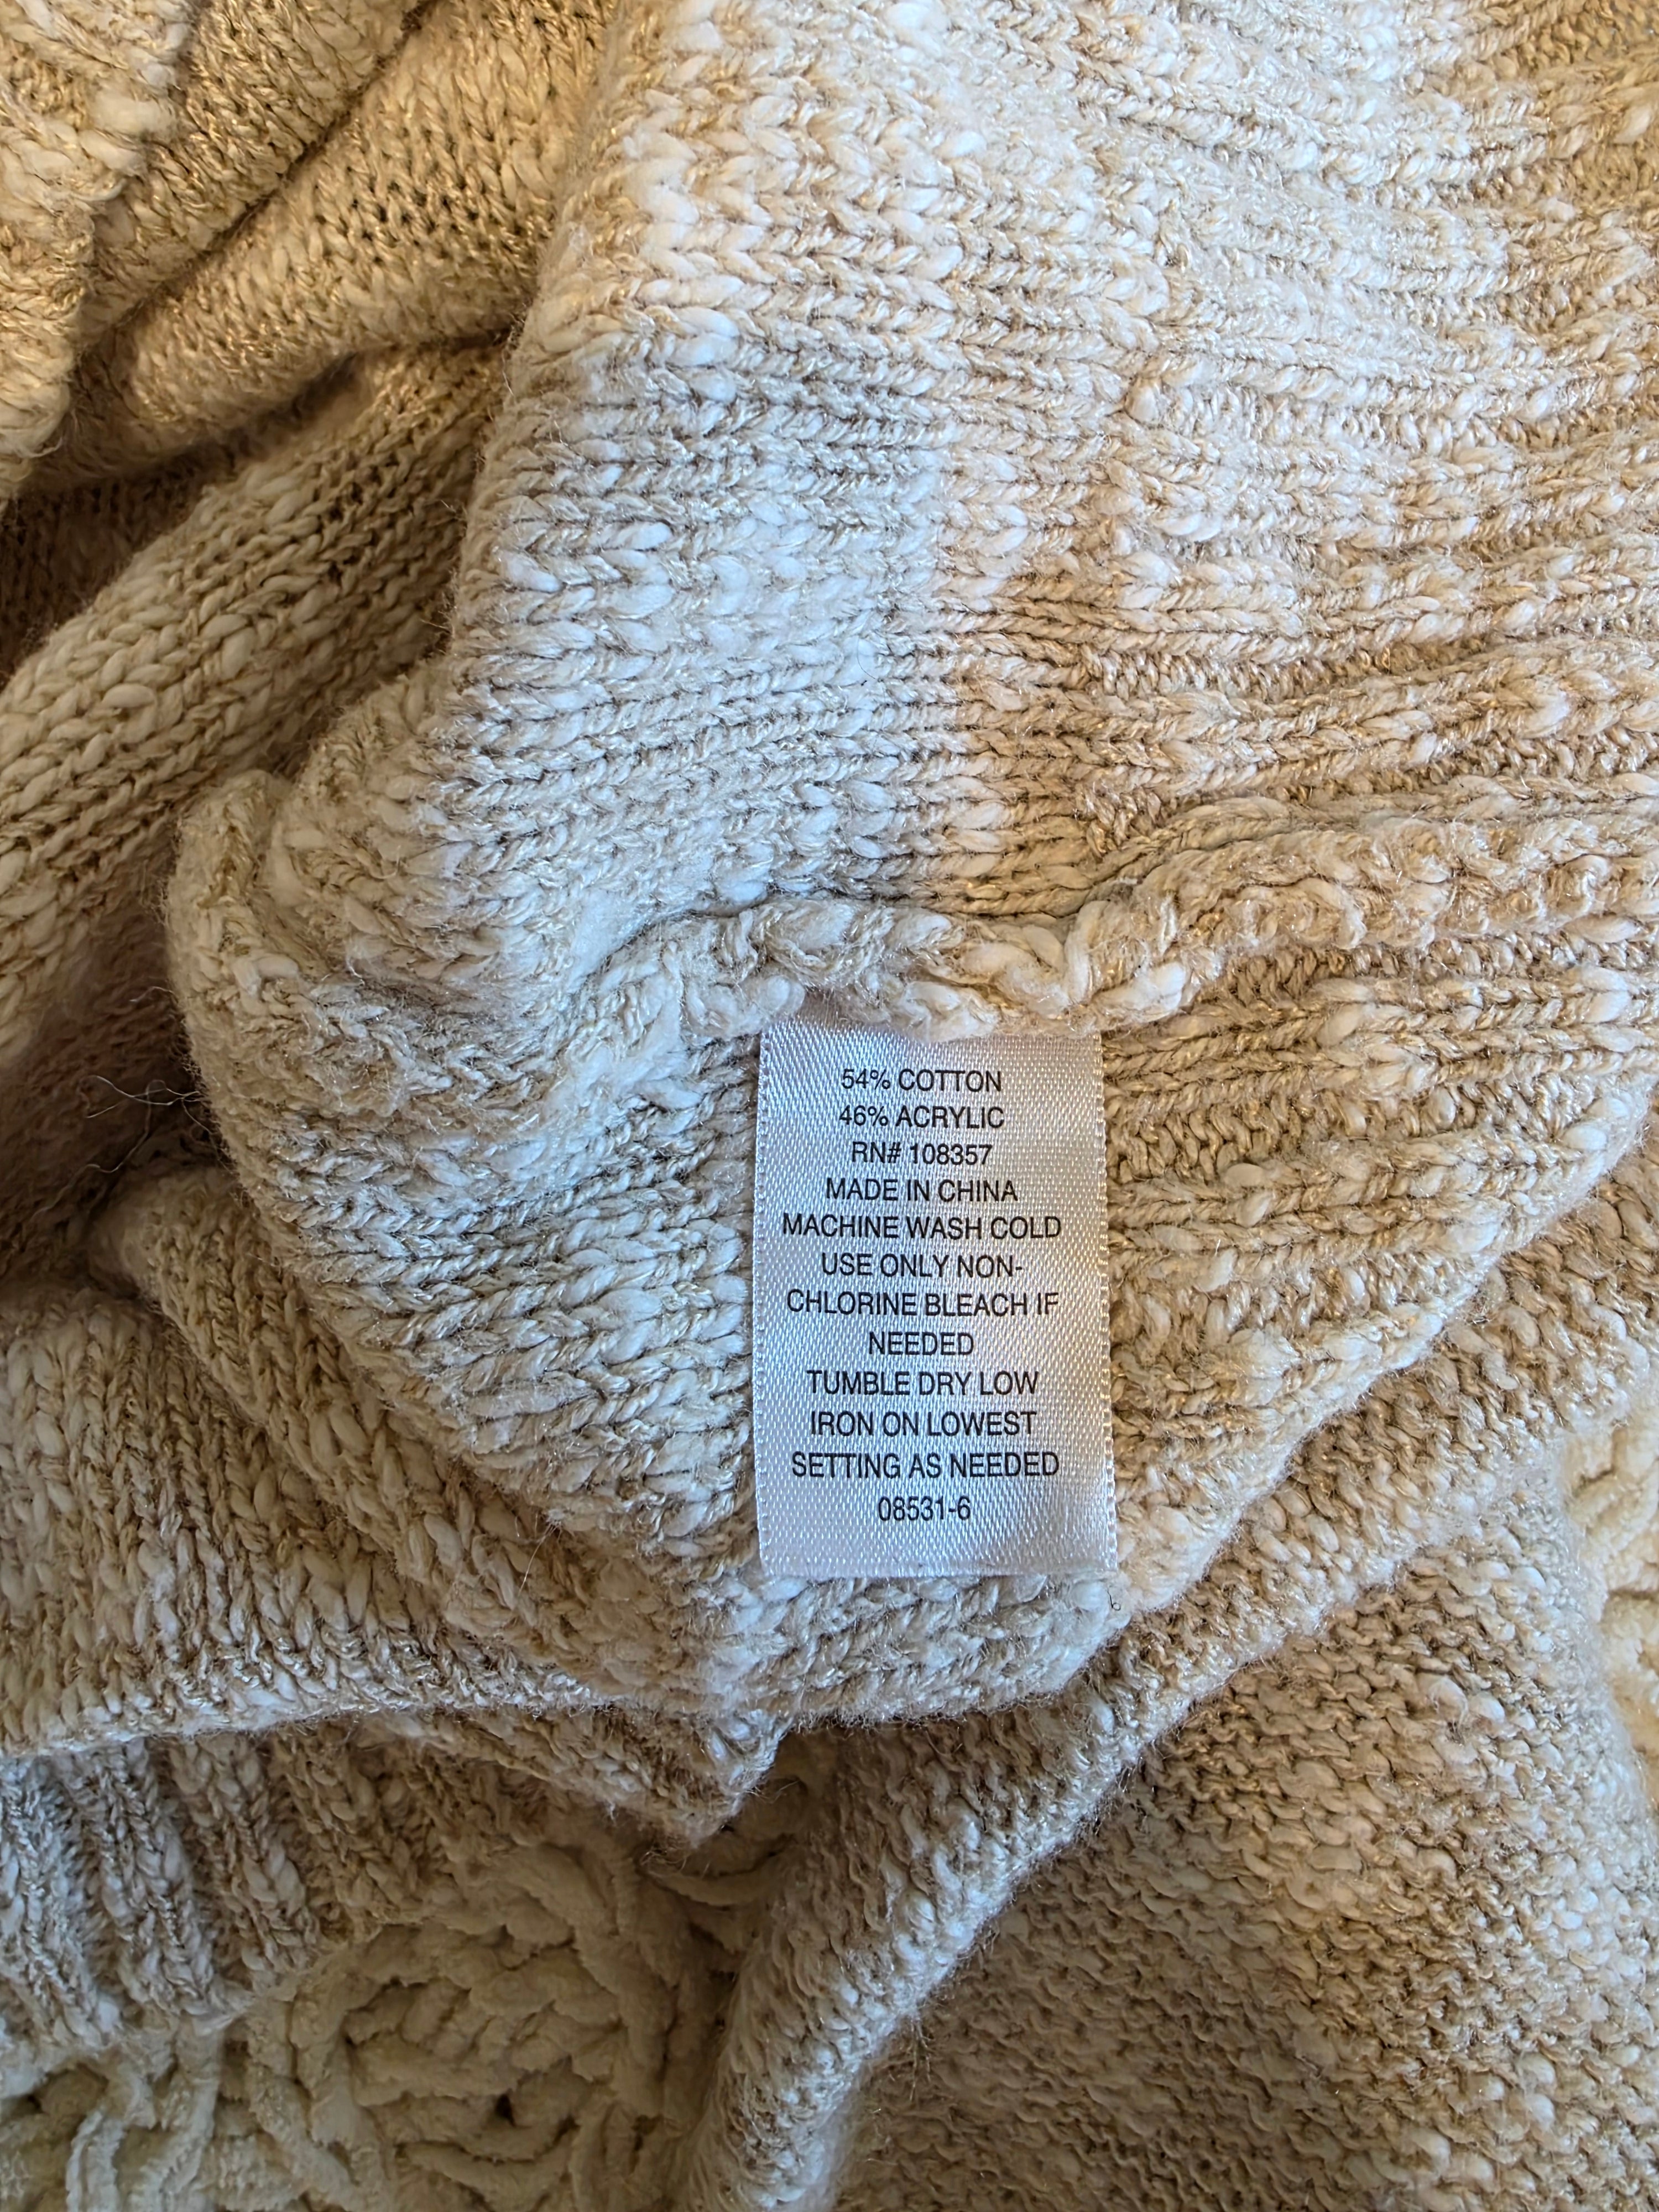 54% COTTON
46% ACRYLIC
RN# 108357
MADE IN CHINA
MACHINE WASH COLD
USE ONLY NON-
CHLORINE BLEACH IF
NEEDED
TUMBLE DRY LOW
IRON ON LOWEST
SETTING AS NEEDED
08531-6